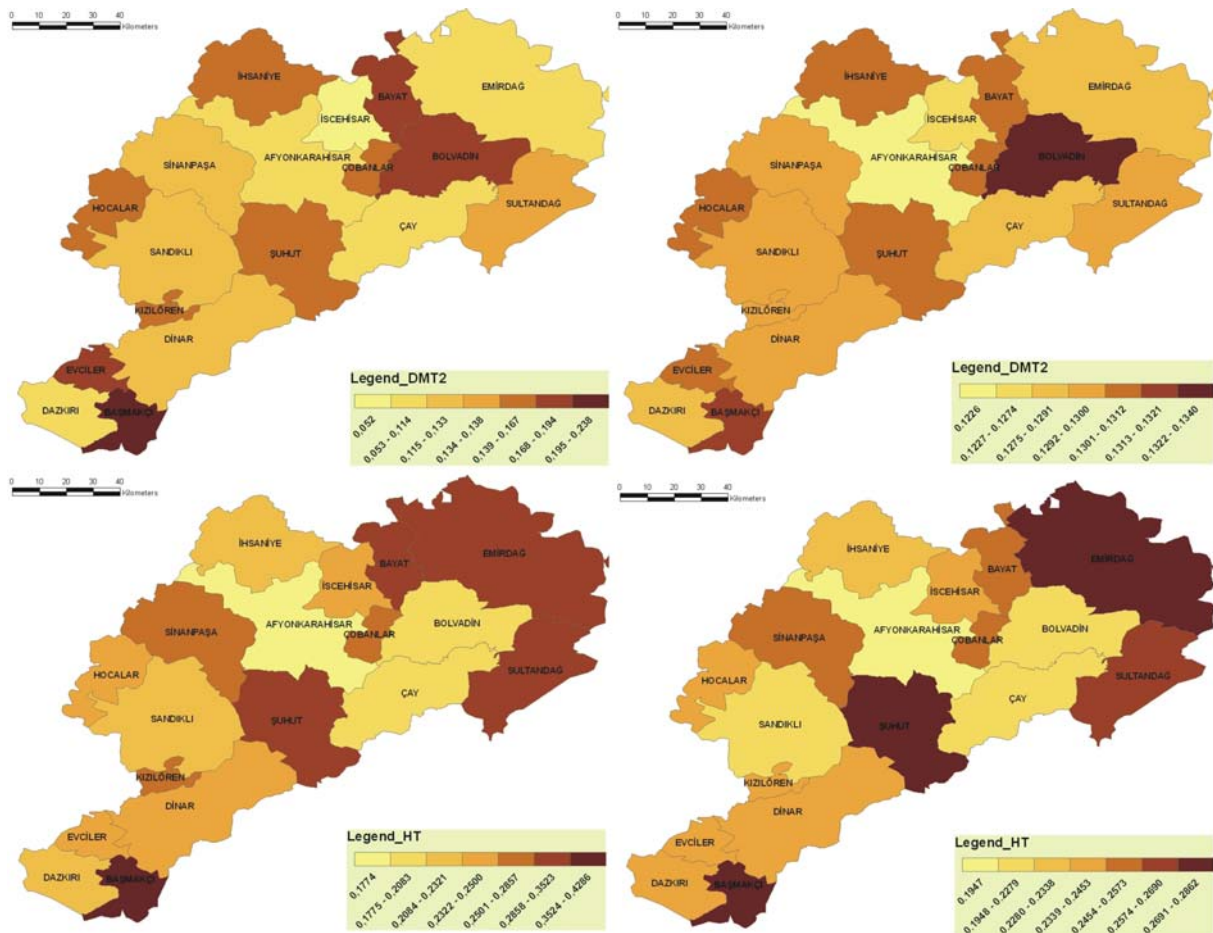 0 10 20 30 40
Kilometers
İHSANİYE
EMİRDAĞ
BAYAT
İSCEHİSAR
SİNANPAŞA
AFYONKARAHİSAR
ÇOBANLAR
BOLVADİN
HOCALAR
SULTANDAĞ
SANDIKLI
ŞUHUT
ÇAY
KIZILÖREN
DİNAR
EVCİLER
DAZKIRI
BAŞMAKÇI
Legend_DMT2
0.052
0.053 - 0.114
0.115 - 0.133
0.134 - 0.138
0.139 - 0.167
0.168 - 0.194
0.195 - 0.238
0 10 20 30 40
Kilometers
İHSANİYE
EMİRDAĞ
BAYAT
İSCEHİSAR
SİNANPAŞA
AFYONKARAHİSAR
ÇOBANLAR
BOLVADİN
HOCALAR
SULTANDAĞ
SANDIKLI
ŞUHUT
ÇAY
KIZILÖREN
DİNAR
EVCİLER
DAZKIRI
BAŞMAKÇI
Legend_DMT2
0.1226
0.1227 - 0.1274
0.1275 - 0.1291
0.1292 - 0.1300
0.1301 - 0.1312
0.1313 - 0.1321
0.1322 - 0.1340
0 10 20 30 40
Kilometers
İHSANİYE
EMİRDAĞ
BAYAT
İSCEHİSAR
SİNANPAŞA
AFYONKARAHİSAR
ÇOBANLAR
BOLVADİN
HOCALAR
SULTANDAĞ
SANDIKLI
ŞUHUT
ÇAY
KIZILÖREN
DİNAR
EVCİLER
DAZKIRI
BAŞMAKÇI
Legend_HT
0,1774
0,1775 - 0,2083
0,2084 - 0,2321
0,2322 - 0,2500
0,2501 - 0,2857
0,2858 - 0,3523
0,3524 - 0,4286
0 10 20 30 40
Kilometers
İHSANİYE
EMİRDAĞ
BAYAT
İSCEHİSAR
SİNANPAŞA
AFYONKARAHİSAR
ÇOBANLAR
BOLVADİN
HOCALAR
SULTANDAĞ
SANDIKLI
ŞUHUT
ÇAY
KIZILÖREN
DİNAR
EVCİLER
DAZKIRI
BAŞMAKÇI
Legend_HT
0,1947
0,1948 - 0,2279
0,2280 - 0,2338
0,2339 - 0,2453
0,2454 - 0,2573
0,2574 - 0,2690
0,2691 - 0,2862